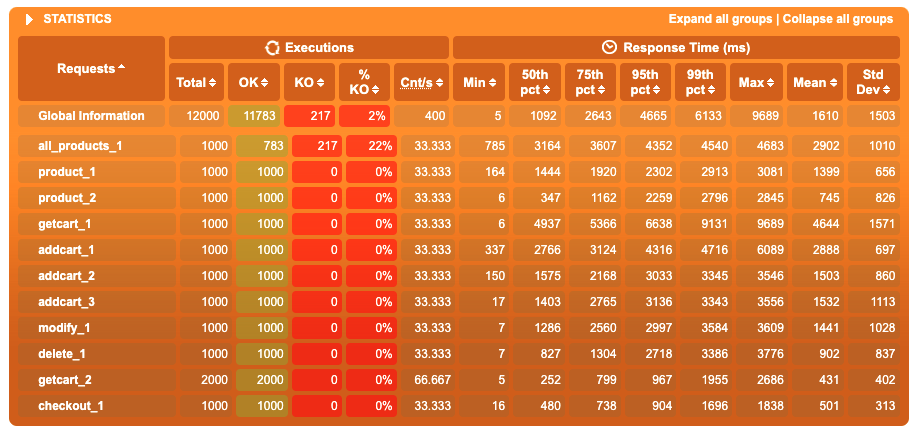 STATISTICS Expand all groups | Collapse all groups
Requests Executions Response Time (ms)
Total OK KO % KO Cnt/s Min 50th pct 75th pct 95th pct 99th pct Max Mean Std Dev
Global Information 12000 11783 217 2% 400 5 1092 2643 4665 6133 9689 1610 1503
all_products_1 1000 783 217 22% 33.333 785 3164 3607 4352 4540 4683 2902 1010
product_1 1000 1000 0 0% 33.333 164 1444 1920 2302 2913 3081 1399 656
product_2 1000 1000 0 0% 33.333 6 347 1162 2259 2796 2845 745 826
getcart_1 1000 1000 0 0% 33.333 6 4937 5366 6638 9131 9689 4644 1571
addcart_1 1000 1000 0 0% 33.333 337 2766 3124 4316 4716 6089 2888 697
addcart_2 1000 1000 0 0% 33.333 150 1575 2168 3033 3345 3546 1503 860
addcart_3 1000 1000 0 0% 33.333 17 1403 2765 3136 3343 3556 1532 1113
modify_1 1000 1000 0 0% 33.333 7 1286 2560 2997 3584 3609 1441 1028
delete_1 1000 1000 0 0% 33.333 7 827 1304 2718 3386 3776 902 837
getcart_2 2000 2000 0 0% 66.667 5 252 799 967 1955 2686 431 402
checkout_1 1000 1000 0 0% 33.333 16 480 738 904 1696 1838 501 313